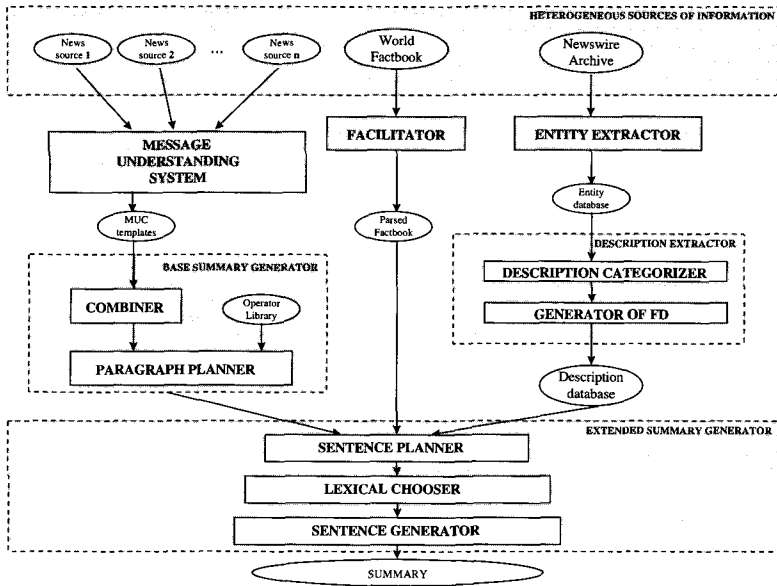 HETEROGENEOUS SOURCES OF INFORMATION
News
source 1
News
source 2
...
News
source n
World
Factbook
Newswire
Archive
MESSAGE
UNDERSTANDING
SYSTEM
FACILITATOR
ENTITY EXTRACTOR
MUC
templates
Parsed
Factbook
Entity
database
BASE SUMMARY GENERATOR
COMBINER
Operator
Library
PARAGRAPH PLANNER
DESCRIPTION EXTRACTOR
DESCRIPTION CATEGORIZER
GENERATOR OF FD
Description
database
EXTENDED SUMMARY GENERATOR
SENTENCE PLANNER
LEXICAL CHOOSER
SENTENCE GENERATOR
SUMMARY